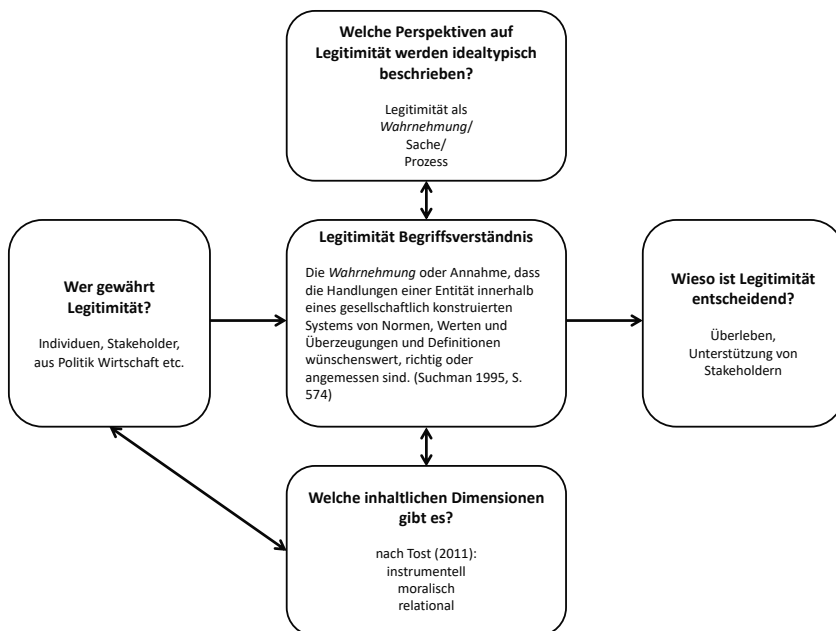 Welche Perspektiven auf
Legitimität werden idealtypisch
beschrieben?
Legitimität als
Wahrnehmung/
Sache/
Prozess
Wer gewährt
Legitimität?
Individuen, Stakeholder,
aus Politik Wirtschaft etc.
Legitimität Begriffsverständnis
Die Wahrnehmung oder Annahme, dass
die Handlungen einer Entität innerhalb
eines gesellschaftlich konstruierten
Systems von Normen, Werten und
Überzeugungen und Definitionen
wünschenswert, richtig oder
angemessen sind. (Suchman 1995, S.
574)
Wieso ist Legitimität
entscheidend?
Überleben,
Unterstützung von
Stakeholdern
Welche inhaltlichen Dimensionen
gibt es?
nach Tost (2011):
instrumentell
moralisch
relational